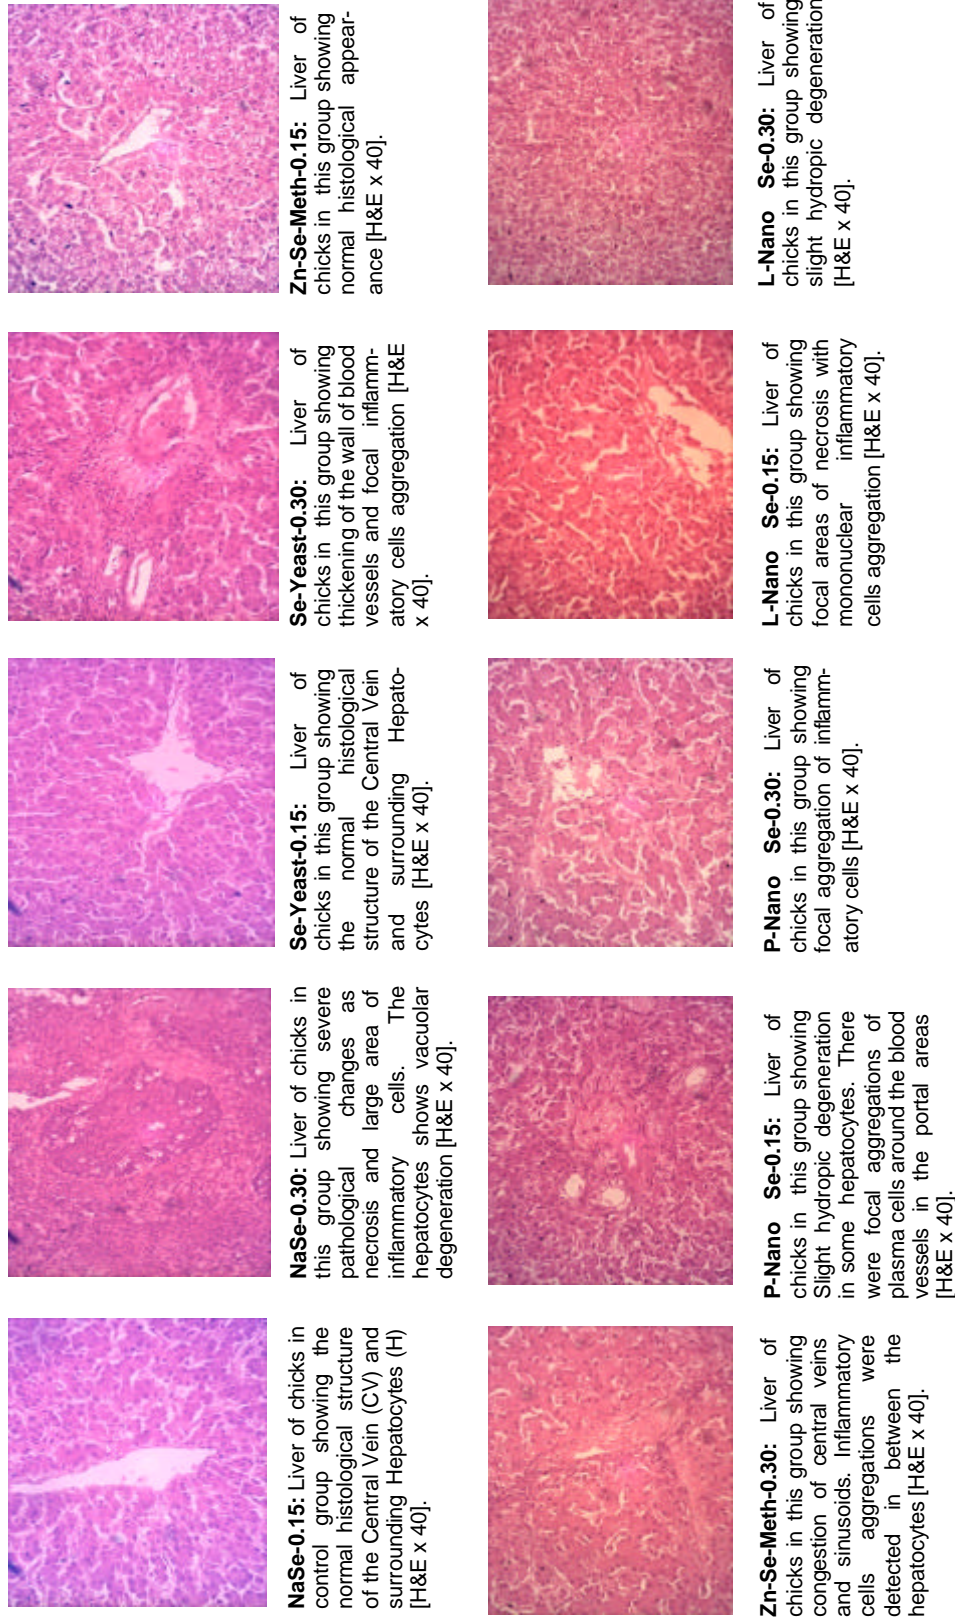 NaSe-0.15: Liver of chicks in
control group showing the
normal histological structure
of the Central Vein (CV) and
surrounding Hepatocytes (H)
[H&E x 40].
NaSe-0.30: Liver of chicks in
this group showing severe
pathological changes as
necrosis and large area of
inflammatory cells. The
hepatocytes shows vacuolar
degeneration [H&E x 40].
Se-Yeast-0.15: Liver of
chicks in this group showing
the normal histological
structure of the Central Vein
and surrounding Hepato-
cytes [H&E x 40].
Se-Yeast-0.30: Liver of
chicks in this group showing
thickening of the wall of blood
vessels and focal inflamm-
atory cells aggregation [H&E
x 40].
Zn-Se-Meth-0.15: Liver of
chicks in this group showing
normal histological appear-
ance [H&E x 40].
Zn-Se-Meth-0.30: Liver of
chicks in this group showing
congestion of central veins
and sinusoids. Inflammatory
cells aggregations were
detected in between the
hepatocytes [H&E x 40].
P-Nano Se-0.15: Liver of
chicks in this group showing
Slight hydropic degeneration
in some hepatocytes. There
were focal aggregations of
plasma cells around the blood
vessels in the portal areas
[H&E x 40].
P-Nano Se-0.30: Liver of
chicks in this group showing
focal aggregation of inflamm-
atory cells [H&E x 40].
L-Nano Se-0.15: Liver of
chicks in this group showing
focal areas of necrosis with
mononuclear inflammatory
cells aggregation [H&E x 40].
L-Nano Se-0.30: Liver of
chicks in this group showing
slight hydropic degeneration
[H&E x 40].